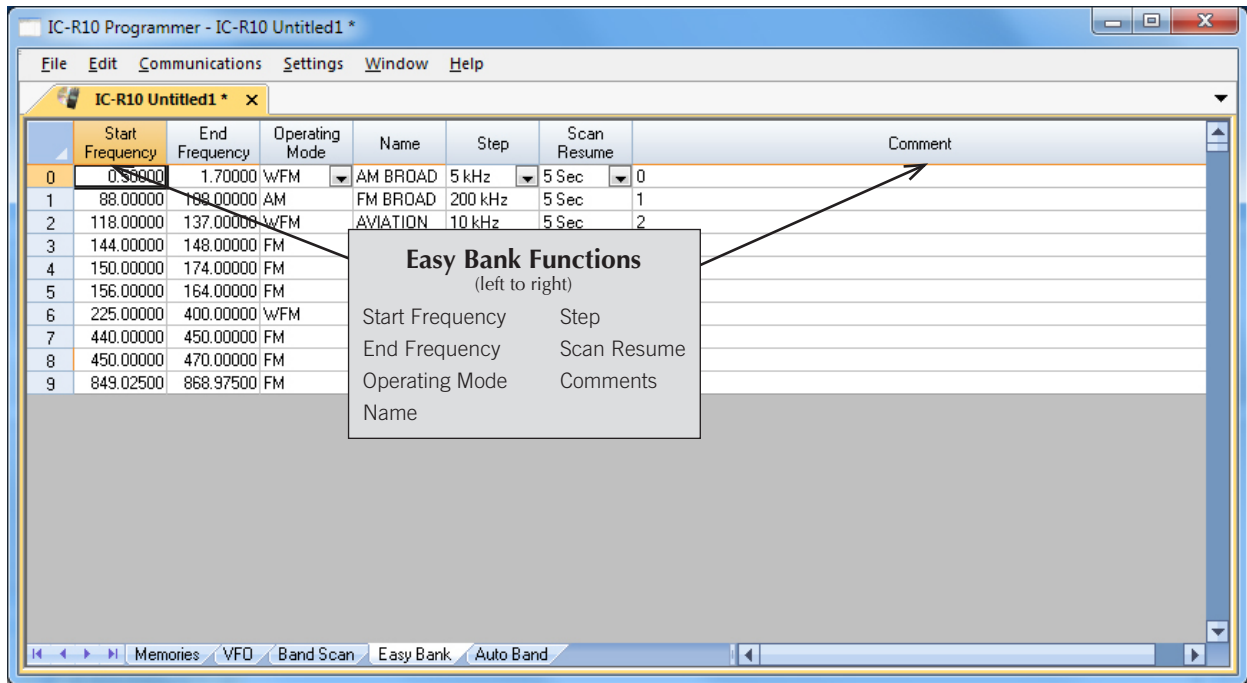 IC-R10 Programmer - IC-R10 Untitled1 *
File Edit Communications Settings Window Help
IC-R10 Untitled1 * X
Start Frequency End Frequency Operating Mode Name Step Scan Resume Comment
0 0.50000 1.70000 WFM AM BROAD 5 kHz 5 Sec 0
1 88.00000 108.00000 AM FM BROAD 200 kHz 5 Sec 1
2 118.00000 137.00000 WFM AVIATION 10 kHz 5 Sec 2
3 144.00000 148.00000 FM
4 150.00000 174.00000 FM
5 156.00000 164.00000 FM
6 225.00000 400.00000 WFM
7 440.00000 450.00000 FM
8 450.00000 470.00000 FM
9 849.02500 868.97500 FM
Easy Bank Functions
(left to right)
Start Frequency Step
End Frequency Scan Resume
Operating Mode Comments
Name
Memories VFO Band Scan Easy Bank Auto Band